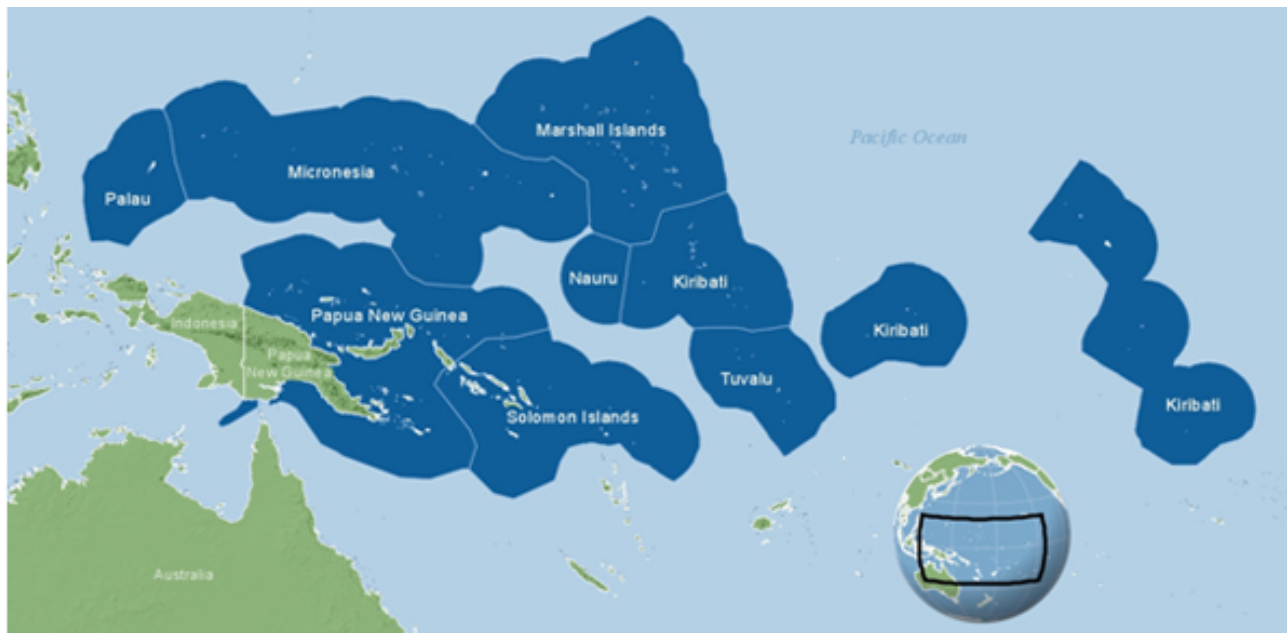 Marshall Islands
Pacific Ocean
Micronesia
Palau
Nauru
Kiribati
Papua New Guinea
Indonesia
Kiribati
Papua
New Guinea
Tuvalu
Kiribati
Solomon Islands
Australia